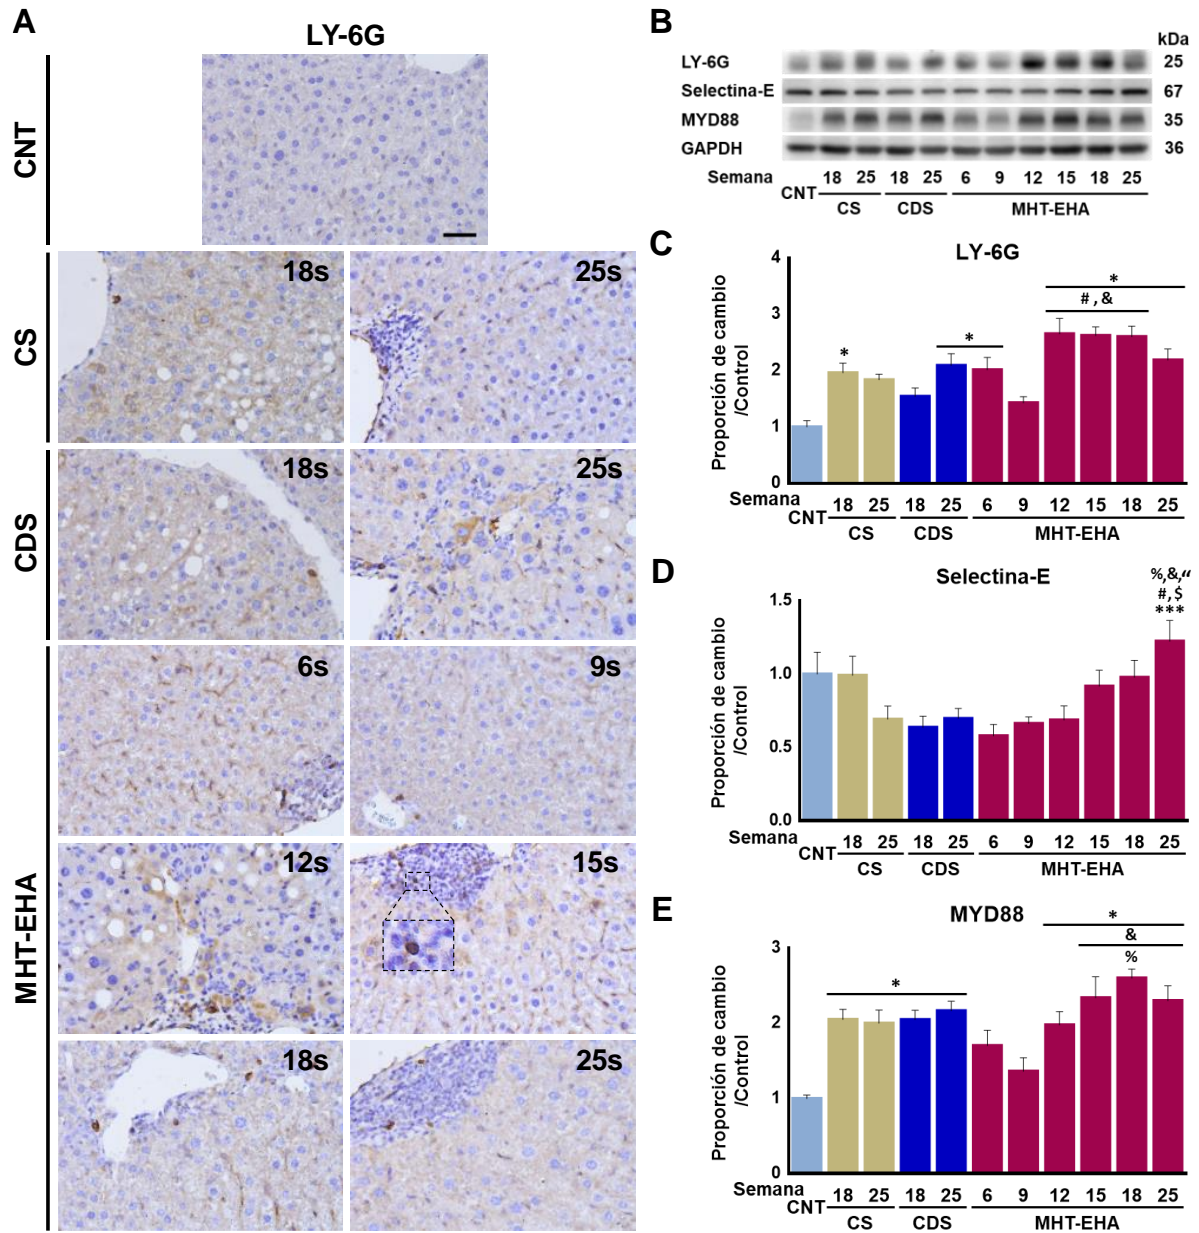 A
LY-6G
CNT
CS
18s
25s
CDS
18s
25s
MHT-EHA
6s
9s
12s
15s
18s
25s
B
kDa
LY-6G 25
Selectina-E 67
MYD88 35
GAPDH 36
Semana 18 25 18 25 6 9 12 15 18 25
CNT CS CDS MHT-EHA
C
LY-6G
Proporción de cambio
/Control
4
3
2
1
0
*
* 
*
#,&
Semana 18 25 18 25 6 9 12 15 18 25
CNT CS CDS MHT-EHA
D
Selectina-E
Proporción de cambio
/Control
1.5
1.0
0.5
0.0
%,&,“
#,$
***
Semana 18 25 18 25 6 9 12 15 18 25
CNT CS CDS MHT-EHA
E
MYD88
Proporción de cambio
/Control
3
2
1
0
*
*
&
%
Semana 18 25 18 25 6 9 12 15 18 25
CNT CS CDS MHT-EHA